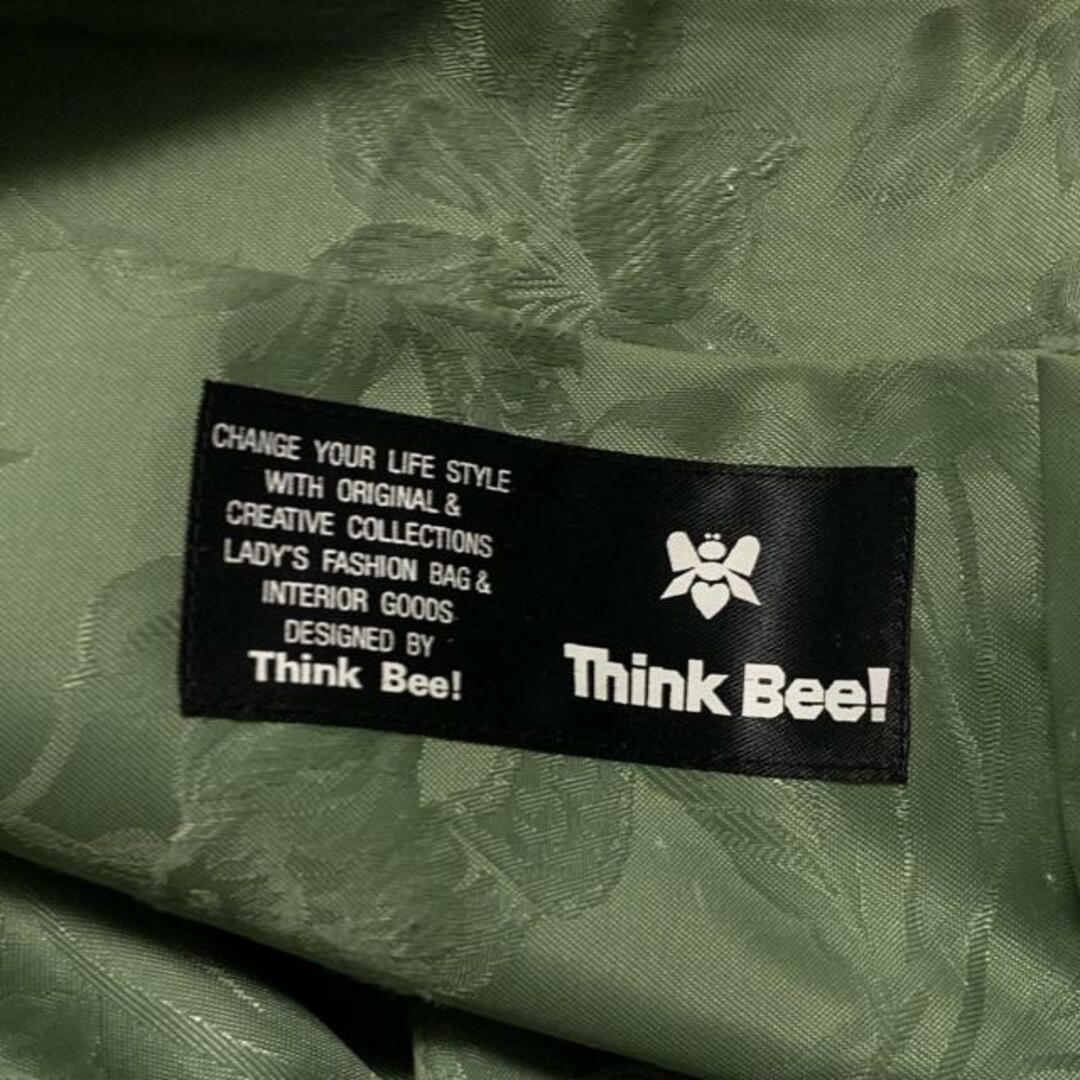 CHANGE YOUR LIFE STYLE
WITH ORIGINAL &
CREATIVE COLLECTIONS
LADY'S FASHION BAG &
INTERIOR GOODS
DESIGNED BY
Think Bee!
Think Bee!